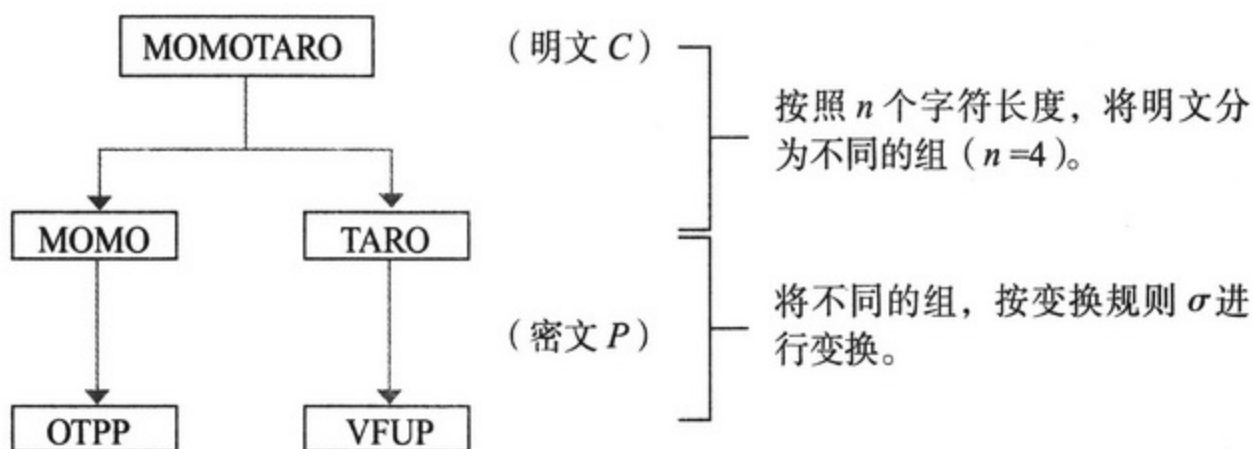 MOMOTARO
（明文 C）
按照 n 个字符长度，将明文分
为不同的组（n=4）。
MOMO
TARO
（密文 P）
将不同的组，按变换规则 σ 进
行变换。
OTPP
VFUP